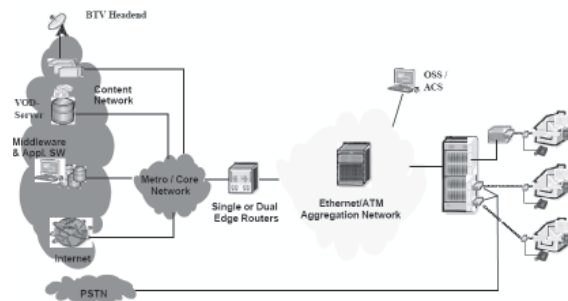 BTV Headend
Content
Network
VOD-
Server
Middleware
& Appl. SW
Internet
PSTN
Metro / Core
Network
Single or Dual
Edge Routers
OSS /
ACS
Ethernet/ATM
Aggregation Network